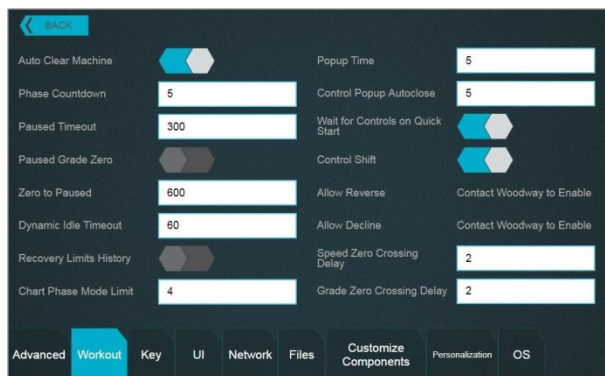 BACK
Auto Clear Machine
Phase Countdown 5
Paused Timeout 300
Paused Grade Zero
Zero to Paused 600
Dynamic Idle Timeout 60
Recovery Limits History
Chart Phase Mode Limit 4
Popup Time 5
Control Popup Autoclose 5
Wait for Controls on Quick
Start
Control Shift
Allow Reverse Contact Woodway to Enable
Allow Decline Contact Woodway to Enable
Speed Zero Crossing
Delay 2
Grade Zero Crossing Delay 2
Advanced Workout Key UI Network Files Customize
Components Personalization OS